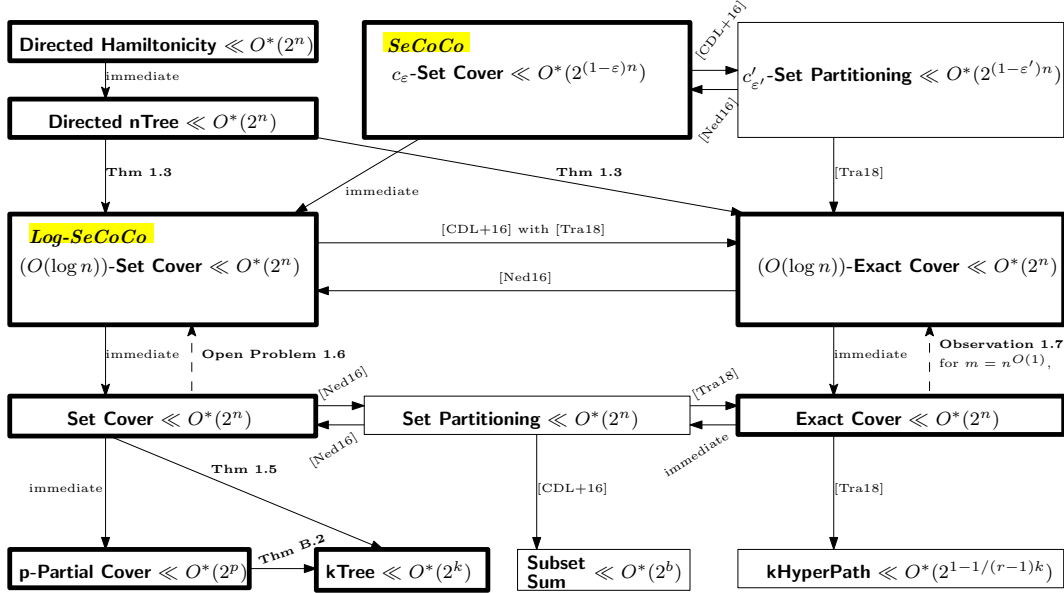 Directed Hamiltonicity ≪ O*(2^n)
immediate
Directed nTree ≪ O*(2^n)
SeCoCo
c_ε-Set Cover ≪ O*(2^{(1−ε)n})
[CDL+16]
[Ned16]
c'_{ε'}-Set Partitioning ≪ O*(2^{(1−ε')n})
Thm 1.3
immediate
Thm 1.3
[Tra18]
Log-SeCoCo
(O(log n))-Set Cover ≪ O*(2^n)
[CDL+16] with [Tra18]
[Ned16]
(O(log n))-Exact Cover ≪ O*(2^n)
immediate
Open Problem 1.6
immediate
Observation 1.7
for m = n^{O(1)},
Set Cover ≪ O*(2^n)
[Ned16]
[Ned16]
Set Partitioning ≪ O*(2^n)
[Tra18]
immediate
Exact Cover ≪ O*(2^n)
immediate
Thm 1.5
[CDL+16]
[Tra18]
p-Partial Cover ≪ O*(2^p)
Thm B.2
kTree ≪ O*(2^k)
Subset
Sum ≪ O*(2^b)
kHyperPath ≪ O*(2^{1−1/(r−1)k})